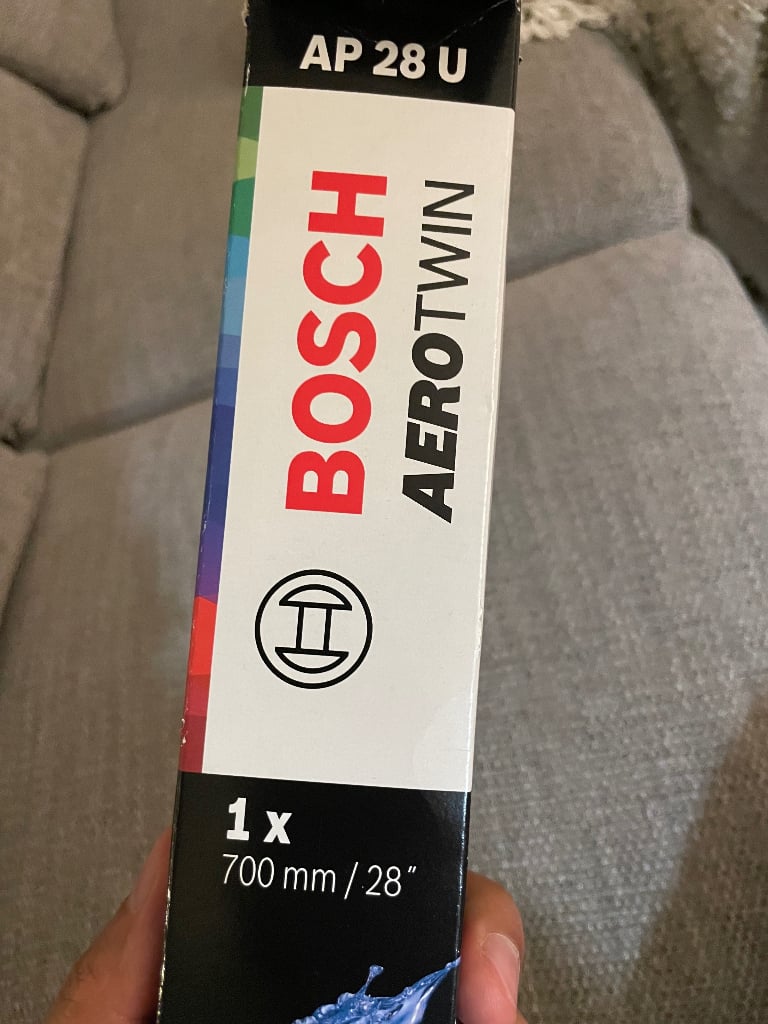 AP 28 U
BOSCH
AEROTWIN
1 x
700 mm / 28"